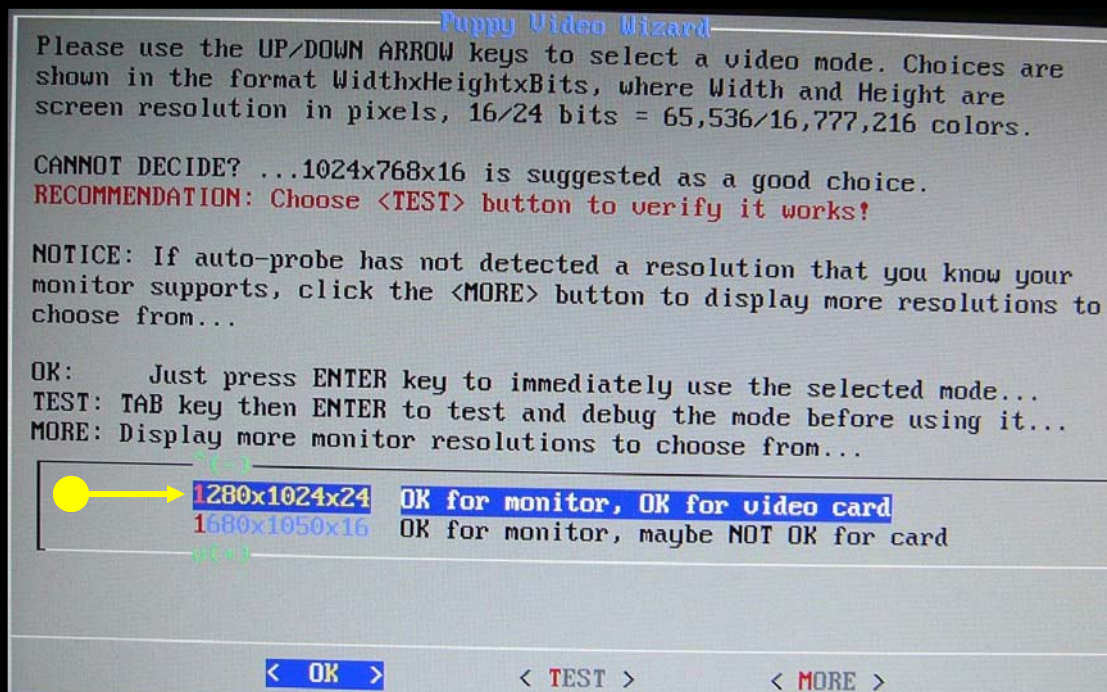 Puppy Video Wizard
Please use the UP/DOWN ARROW keys to select a video mode. Choices are
shown in the format WidthxHeightxBits, where Width and Height are
screen resolution in pixels, 16/24 bits = 65,536/16,777,216 colors.
CANNOT DECIDE? ...1024x768x16 is suggested as a good choice.
RECOMMENDATION: Choose <TEST> button to verify it works!
NOTICE: If auto-probe has not detected a resolution that you know your
monitor supports, click the <MORE> button to display more resolutions to
choose from...
OK: Just press ENTER key to immediately use the selected mode...
TEST: TAB key then ENTER to test and debug the mode before using it...
MORE: Display more monitor resolutions to choose from...
^(-)
1280x1024x24 OK for monitor, OK for video card
1680x1050x16 OK for monitor, maybe NOT OK for card
v(+)
< OK > < TEST > < MORE >